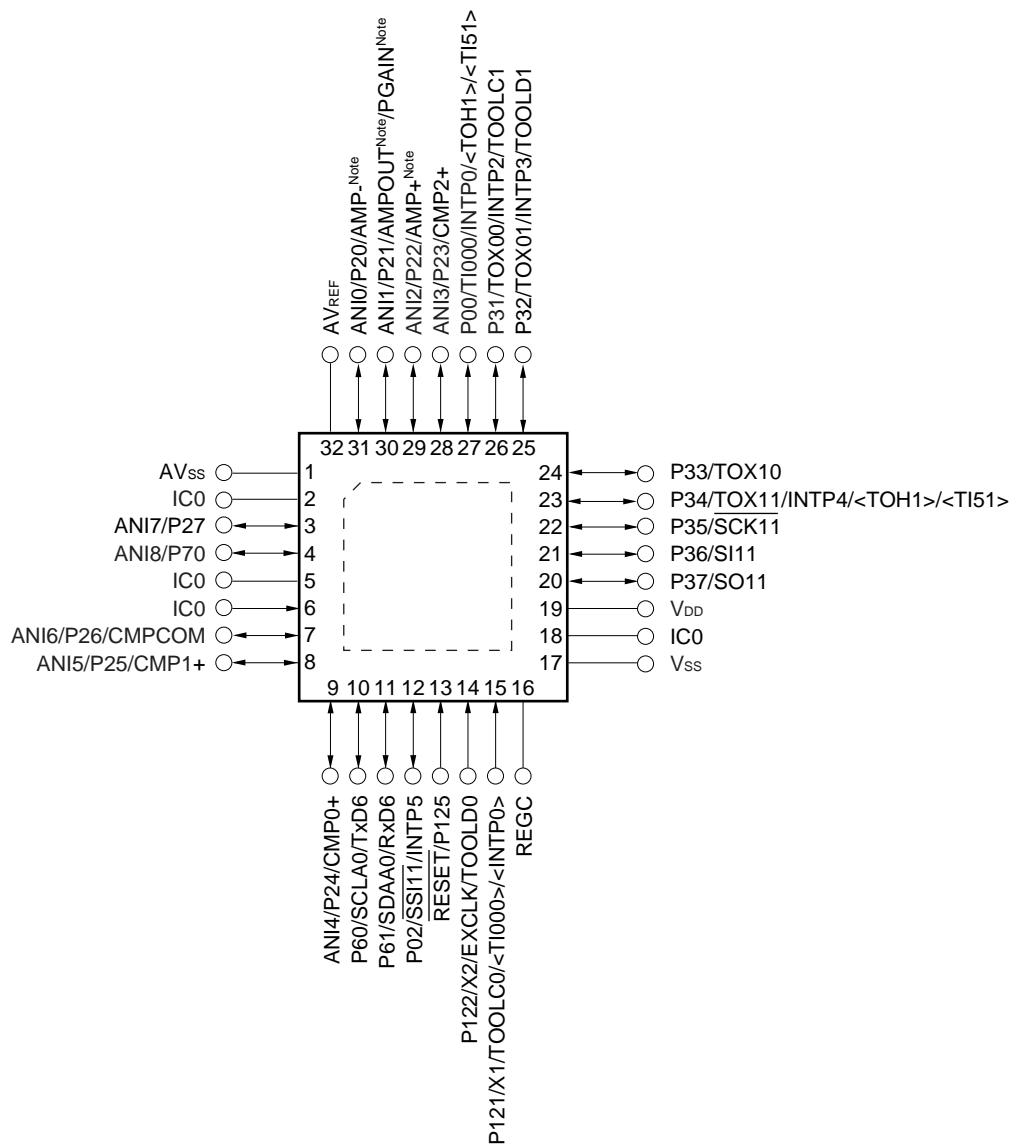 AVREF
ANI0/P20/AMP-Note
ANI1/P21/AMPOUTNote/PGAINNote
ANI2/P22/AMP+Note
ANI3/P23/CMP2+
P00/TI000/INTP0/<TOH1>/<TI51>
P31/TOX00/INTP2/TOOLC1
P32/TOX01/INTP3/TOOLD1
32 31 30 29 28 27 26 25
AVSS 1
IC0 2
ANI7/P27 3
ANI8/P70 4
IC0 5
IC0 6
ANI6/P26/CMPCOM 7
ANI5/P25/CMP1+ 8
24 P33/TOX10
23 P34/TOX11/INTP4/<TOH1>/<TI51>
22 P35/SCK11
21 P36/SI11
20 P37/SO11
19 VDD
18 IC0
17 VSS
9 10 11 12 13 14 15 16
ANI4/P24/CMP0+
P60/SCLA0/TxD6
P61/SDAA0/RxD6
P02/SSI11/INTP5
RESET/P125
P122/X2/EXCLK/TOOLD0
P121/X1/TOOLC0/<TI000>/<INTP0>
REGC